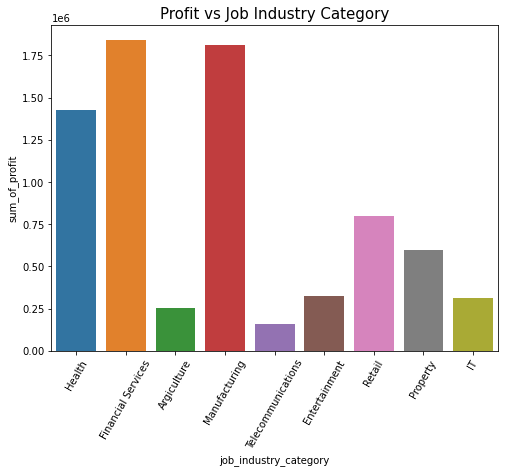 Profit vs Job Industry Category
1e6
1.75
1.50
1.25
1.00
0.75
0.50
0.25
0.00
sum_of_profit
Health
Financial Services
Argiculture
Manufacturing
Telecommunications
Entertainment
Retail
Property
IT
job_industry_category